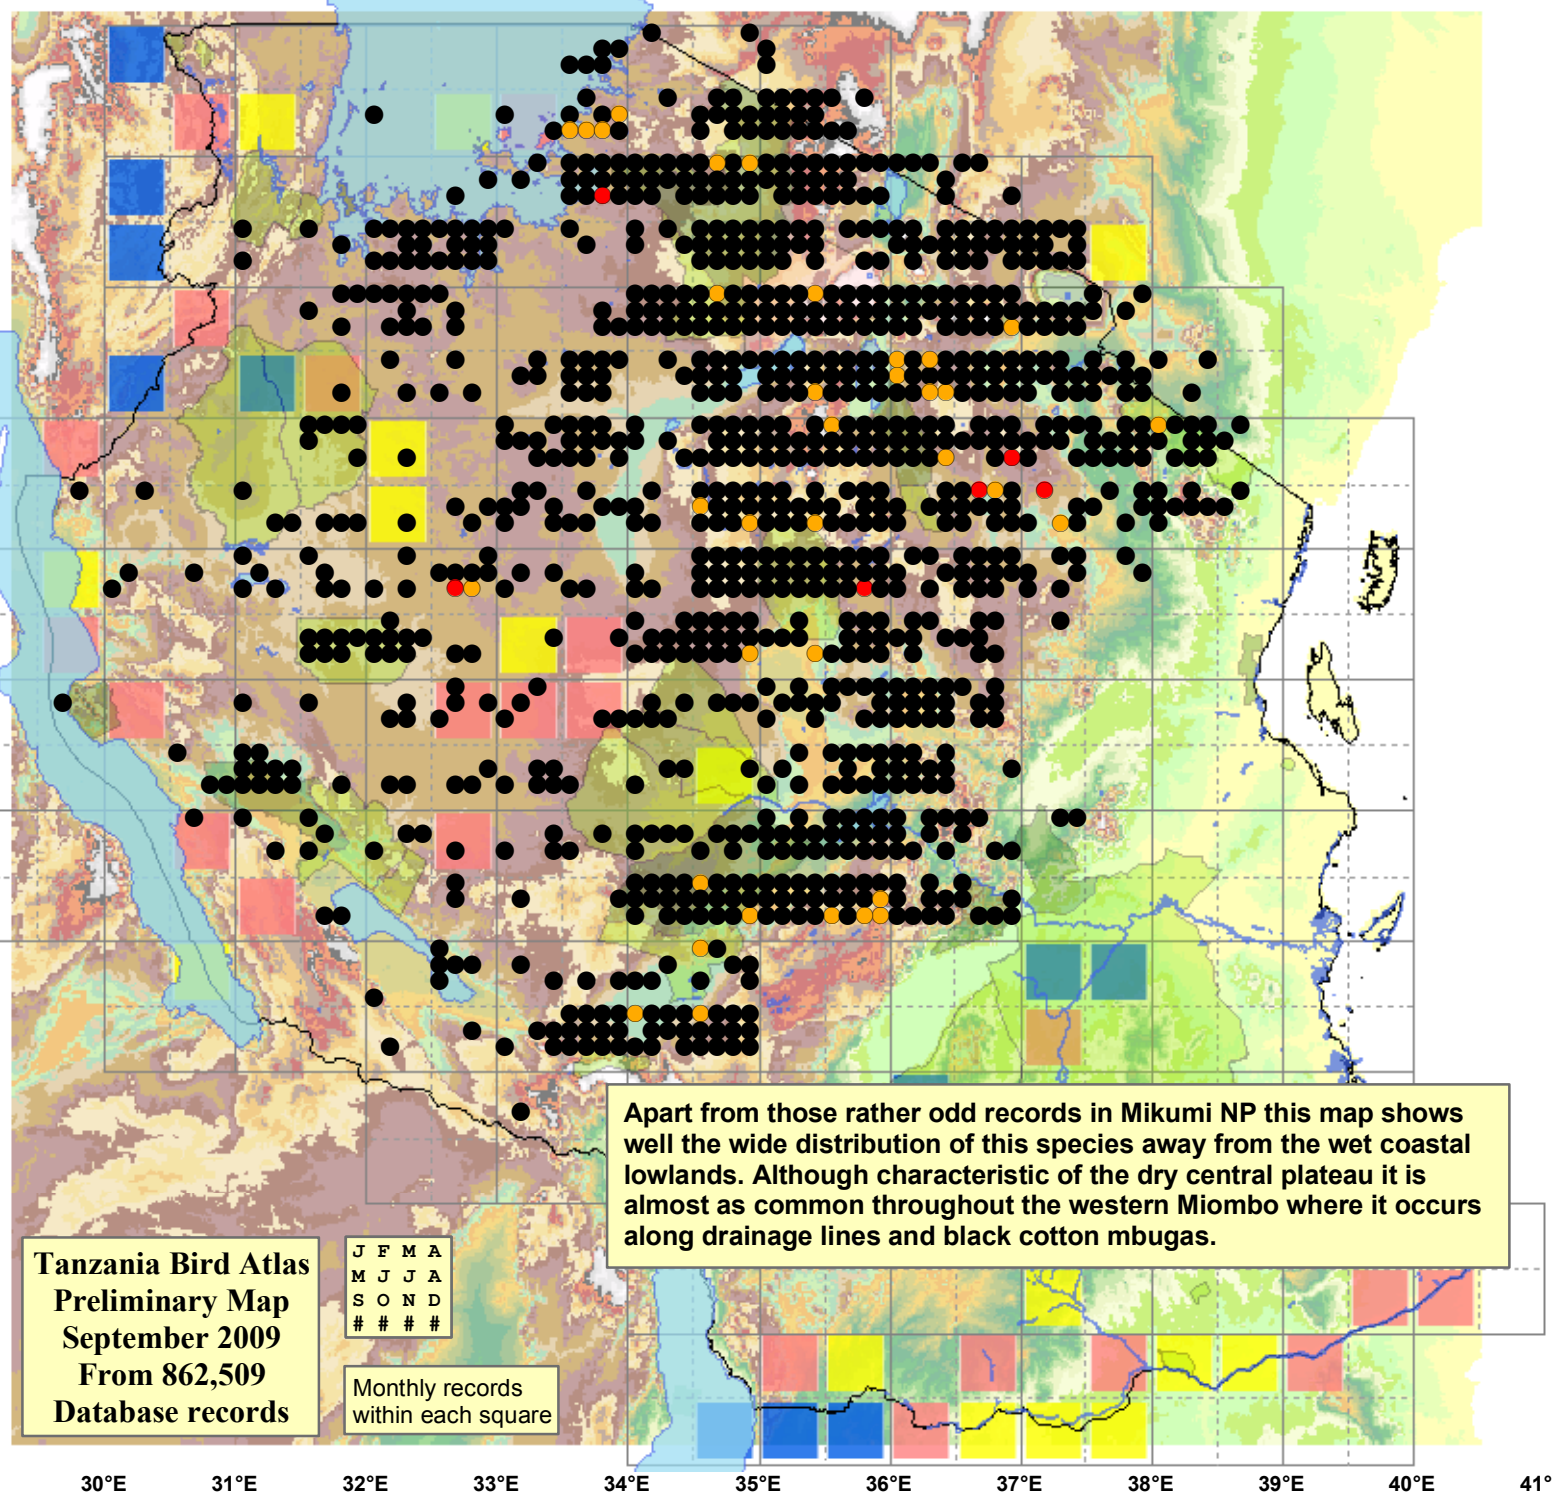 Apart from those rather odd records in Mikumi NP this map shows
well the wide distribution of this species away from the wet coastal
lowlands. Although characteristic of the dry central plateau it is
almost as common throughout the western Miombo where it occurs
along drainage lines and black cotton mbugas.
Tanzania Bird Atlas
Preliminary Map
September 2009
From 862,509
Database records
J F M A
M J J A
S O N D
# # # #
Monthly records
within each square
30°E 31°E 32°E 33°E 34°E 35°E 36°E 37°E 38°E 39°E 40°E 41°